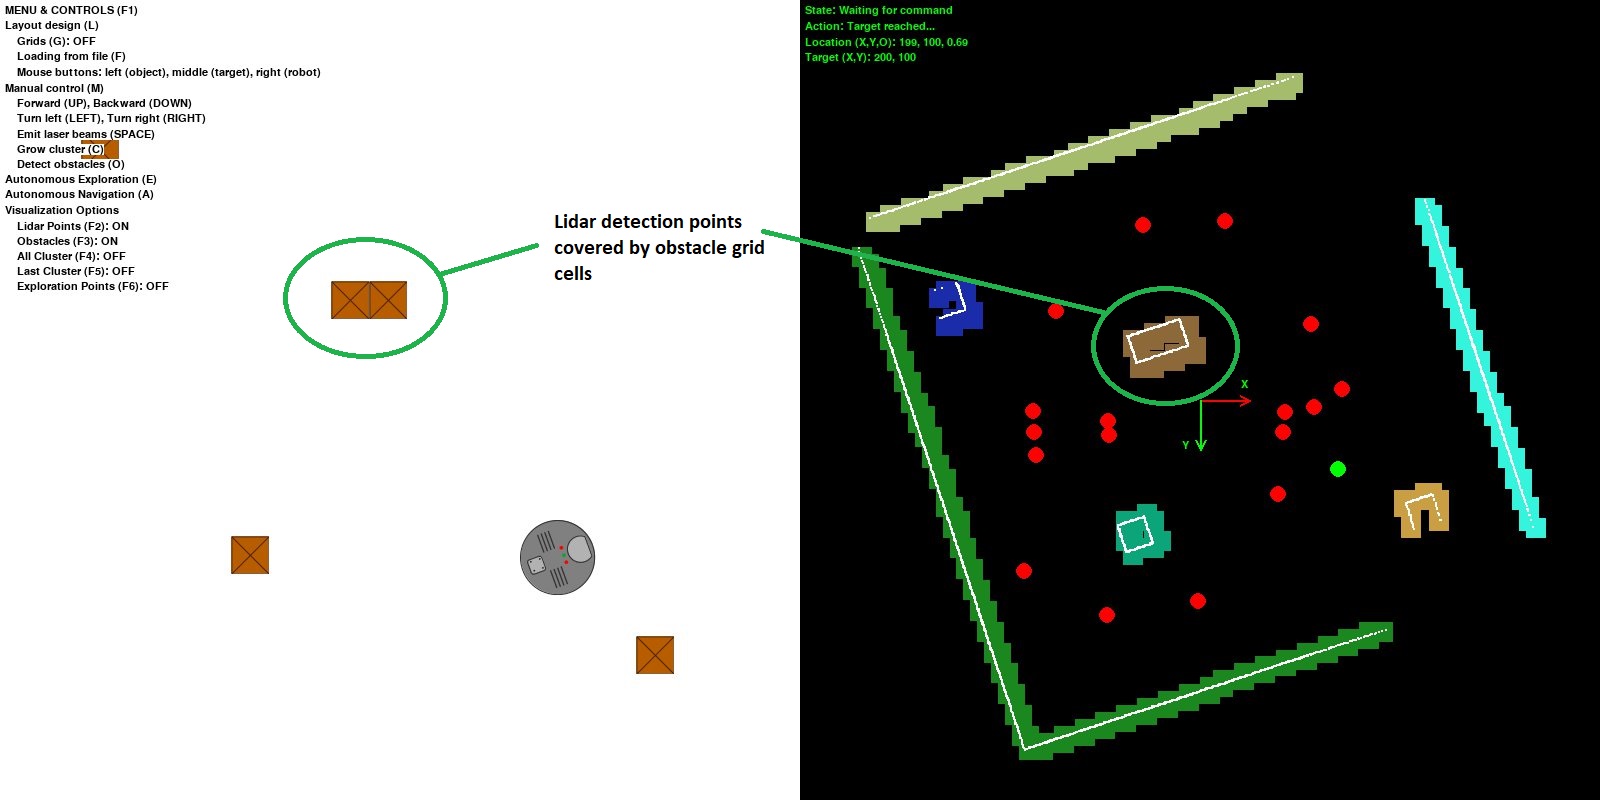 MENU & CONTROLS (F1)
Layout design (L)
Grids (G): OFF
Loading from file (F)
Mouse buttons: left (object), middle (target), right (robot)
Manual control (M)
Forward (UP), Backward (DOWN)
Turn left (LEFT), Turn right (RIGHT)
Emit laser beams (SPACE)
Grow cluster (C)
Detect obstacles (O)
Autonomous Exploration (E)
Autonomous Navigation (A)
Visualization Options
Lidar Points (F2): ON
Obstacles (F3): ON
All Cluster (F4): OFF
Last Cluster (F5): OFF
Exploration Points (F6): OFF
Lidar detection points
covered by obstacle grid
cells
State: Waiting for command
Action: Target reached...
Location (X,Y,O): 199, 100, 0.69
Target (X,Y): 200, 100
X
Y